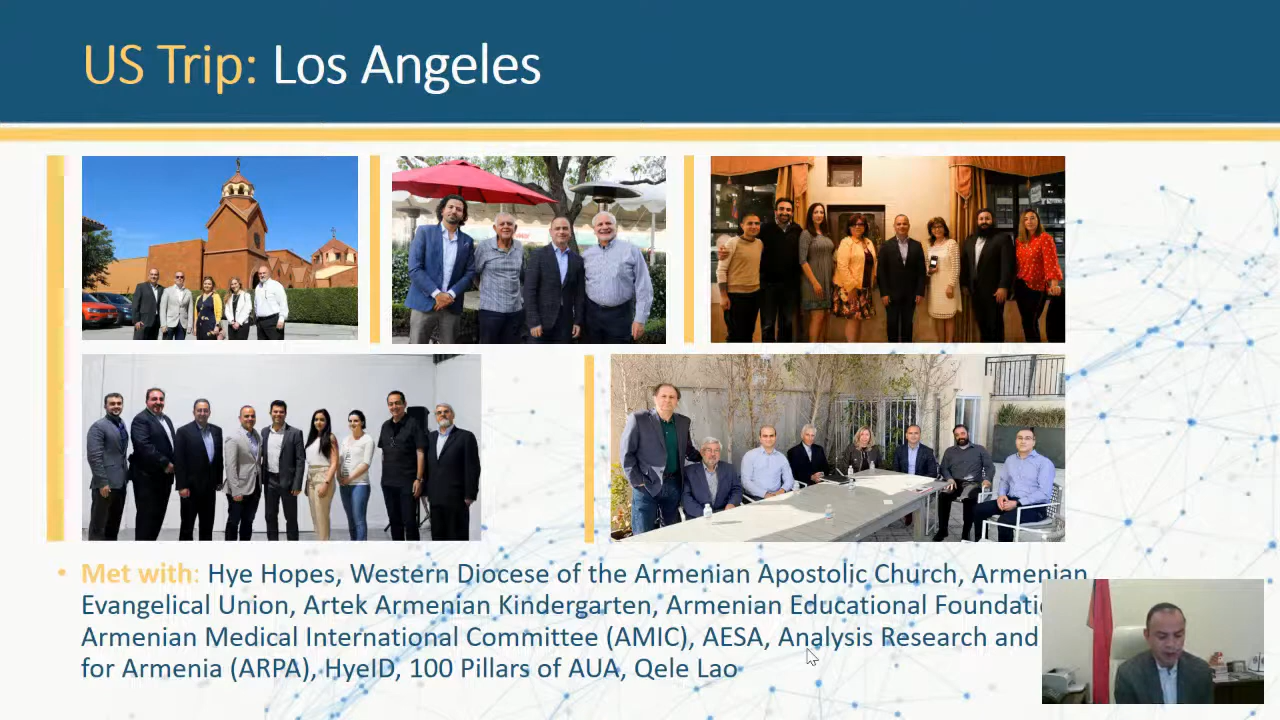 US Trip: Los Angeles
• Met with: Hye Hopes, Western Diocese of the Armenian Apostolic Church, Armenian
Evangelical Union, Artek Armenian Kindergarten, Armenian Educational Foundatio
Armenian Medical International Committee (AMIC), AESA, Analysis Research and
for Armenia (ARPA), HyeID, 100 Pillars of AUA, Qele Lao